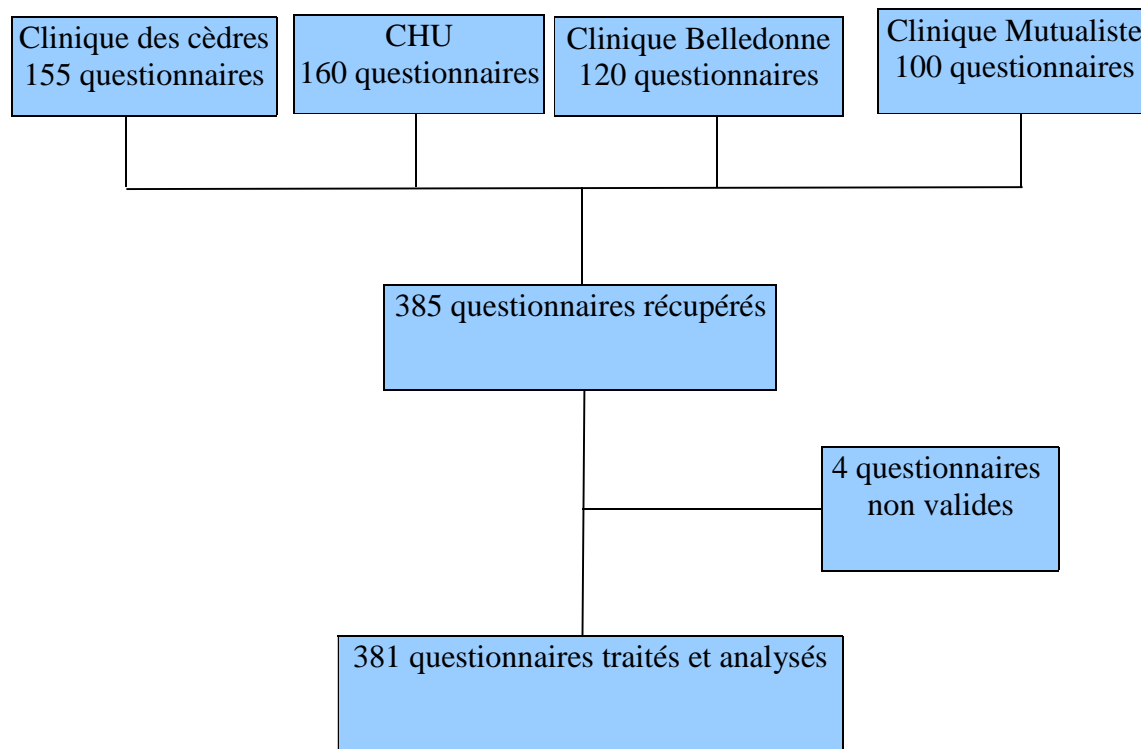 Clinique des cèdres
155 questionnaires
CHU
160 questionnaires
Clinique Belledonne
120 questionnaires
Clinique Mutualiste
100 questionnaires
385 questionnaires récupérés
4 questionnaires
non valides
381 questionnaires traités et analysés